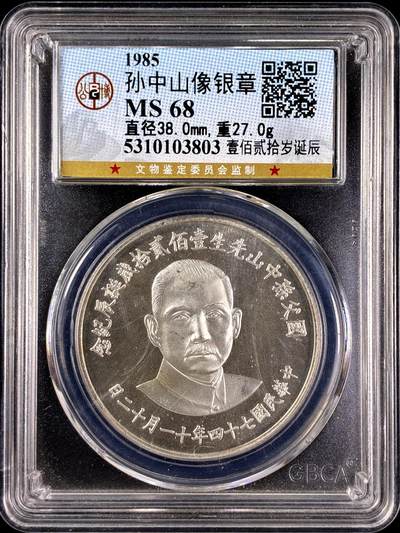 1985
孙中山像银章
MS 68
直径38.0mm,重27.0g
5310103803 壹佰贰拾岁诞辰
★ 文物鉴定委员会监制 ★
國父孫中山先生壹佰貳拾歲誕辰紀念
中華民國七十四年十一月十二日
GBCA